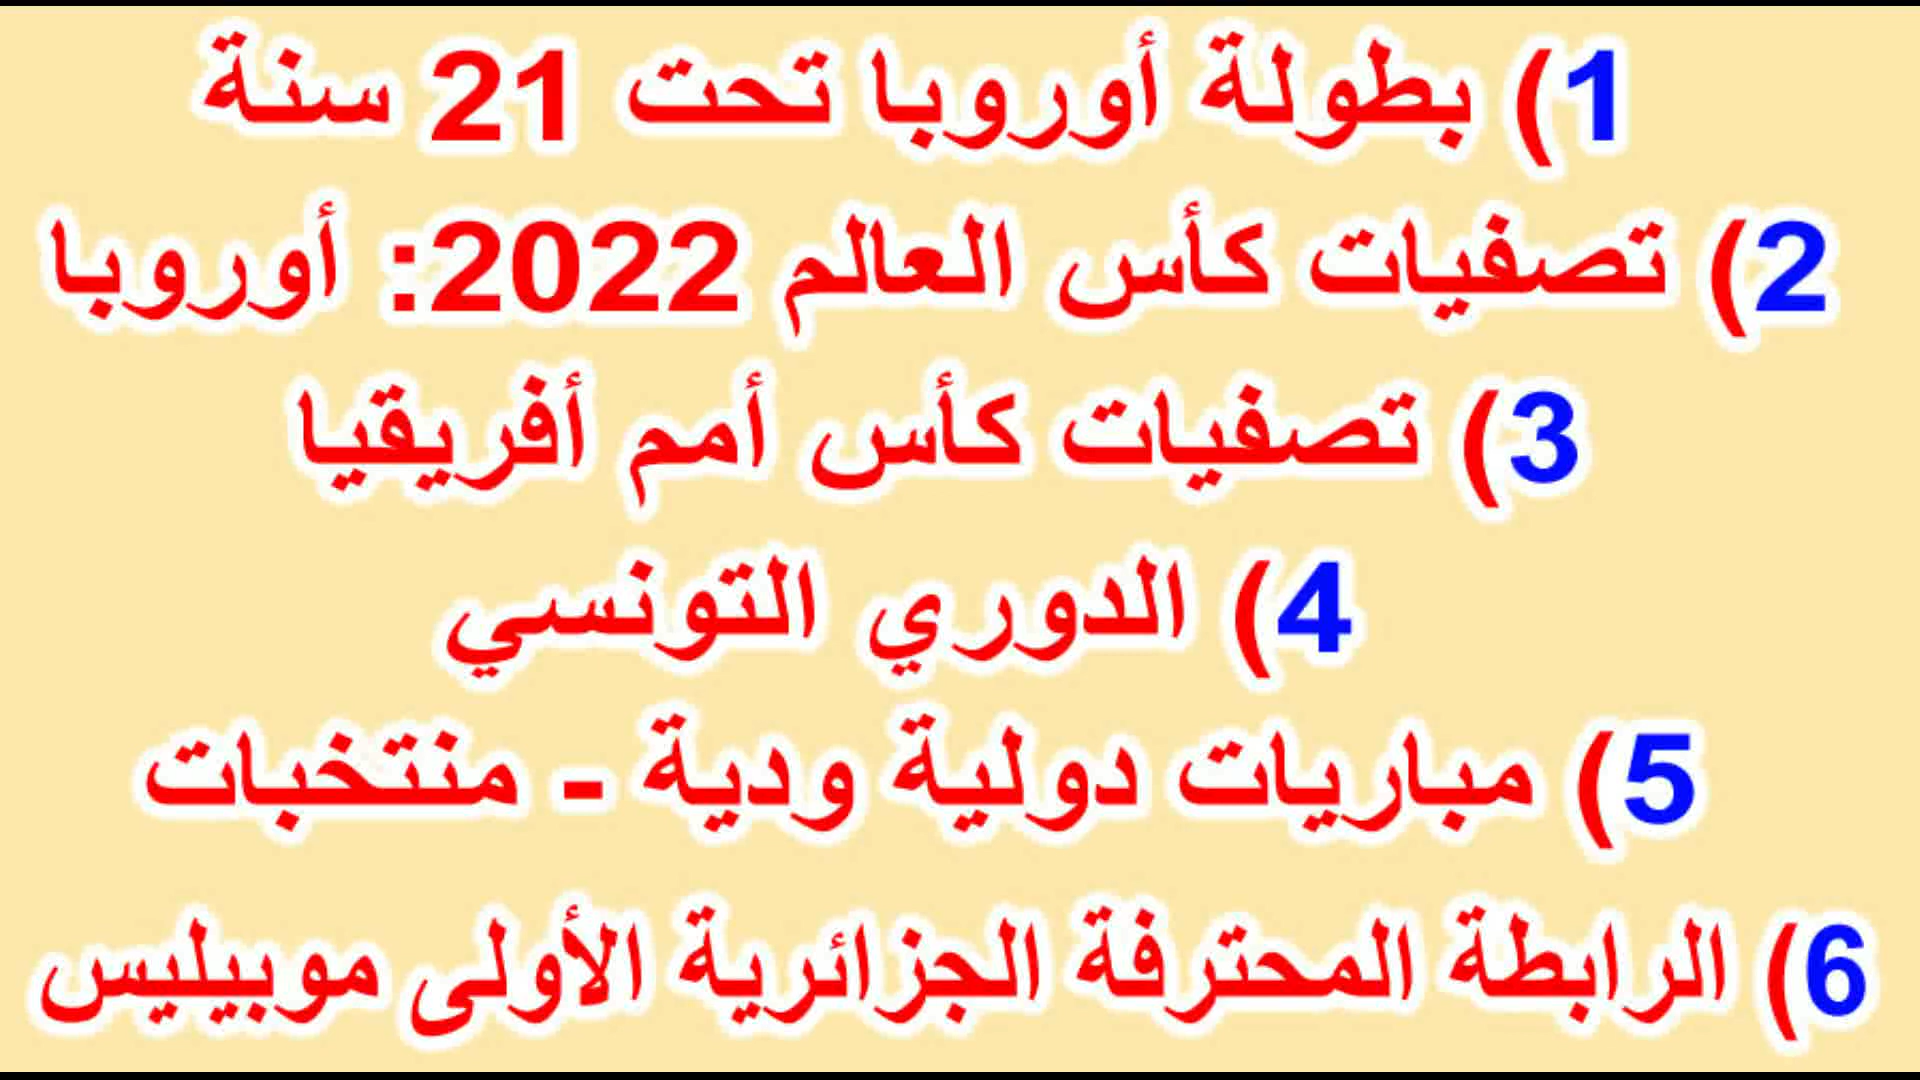 1) بطولة أوروبا تحت 21 سنة
2) تصفيات كأس العالم 2022: أوروبا
3) تصفيات كأس أمم أفريقيا
4) الدوري التونسي
5) مباريات دولية ودية - منتخبات
6) الرابطة المحترفة الجزائرية الأولى موبيليس